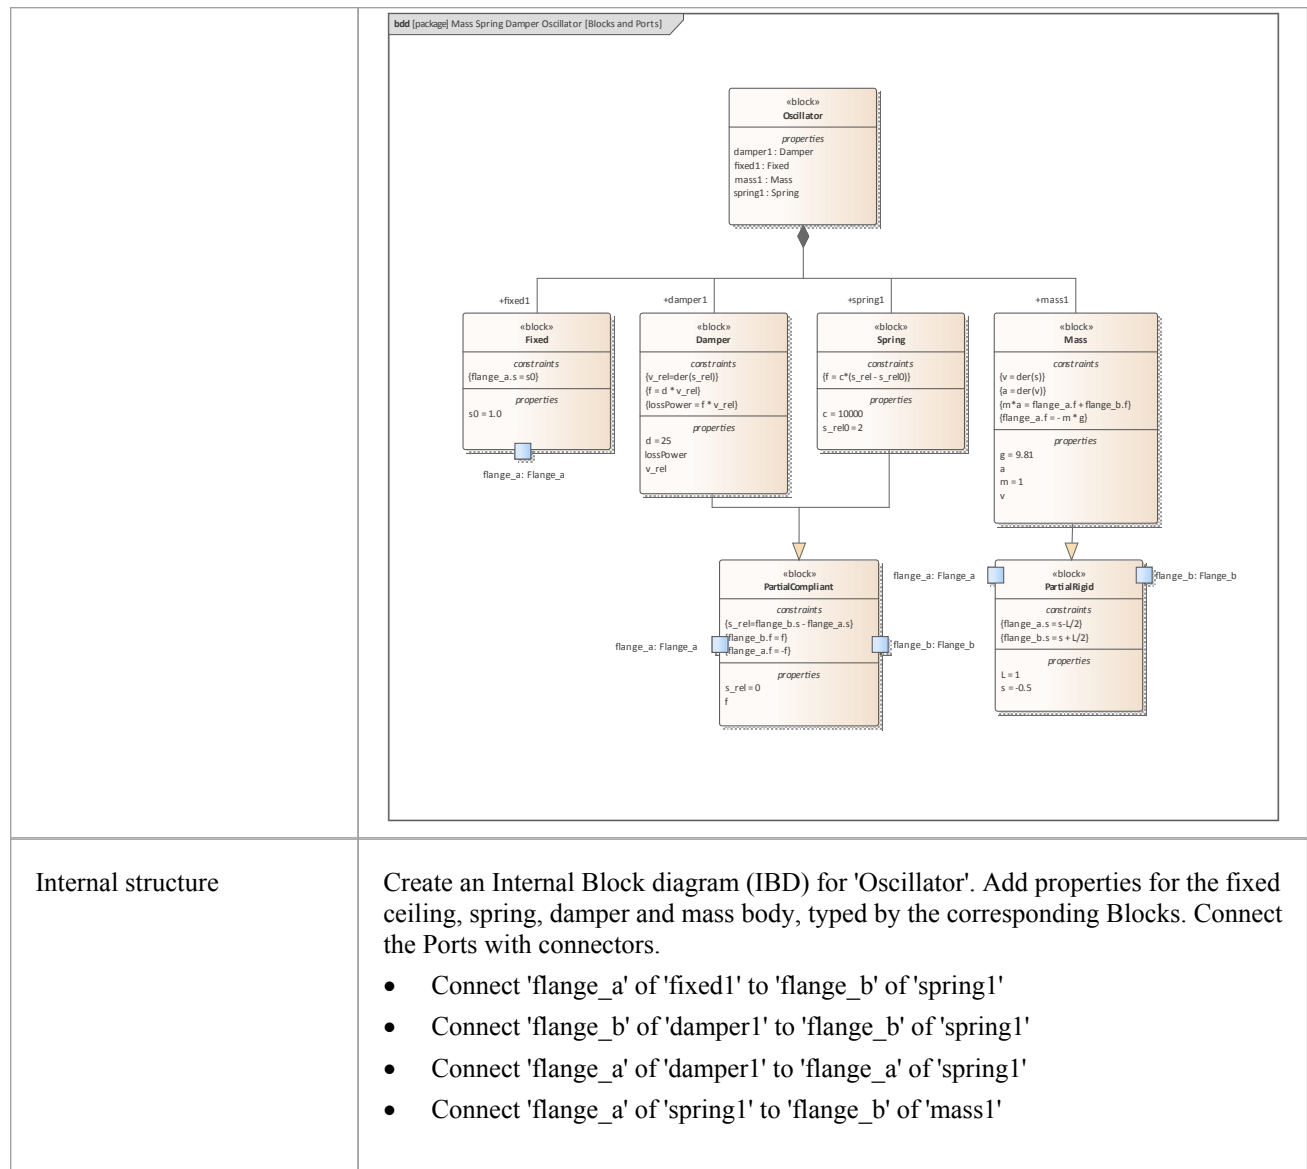 bdd [package] Mass Spring Damper Oscillator [Blocks and Ports]
«block»
Oscillator
properties
damper1 : Damper
fixed1 : Fixed
mass1 : Mass
spring1 : Spring
+fixed1
+damper1
+spring1
+mass1
«block»
Fixed
constraints
{flange_a.s = s0}
properties
s0 = 1.0
flange_a: Flange_a
«block»
Damper
constraints
{v_rel=der(s_rel)}
{f = d * v_rel}
{lossPower = f * v_rel}
properties
d = 25
lossPower
v_rel
«block»
Spring
constraints
{f = c*(s_rel - s_rel0)}
properties
c = 10000
s_rel0 = 2
«block»
Mass
constraints
{v = der(s)}
{a = der(v)}
{m*a = flange_a.f + flange_b.f}
{flange_a.f = - m * g}
properties
g = 9.81
a
m = 1
v
«block»
PartialCompliant
constraints
{s_rel=flange_b.s - flange_a.s}
{flange_b.f = f}
{flange_a.f = -f}
properties
s_rel = 0
f
flange_a: Flange_a
flange_b: Flange_b
flange_a: Flange_a
«block»
PartialRigid
constraints
{flange_a.s = s-L/2}
{flange_b.s = s + L/2}
properties
L = 1
s = -0.5
flange_b: Flange_b
Internal structure
Create an Internal Block diagram (IBD) for 'Oscillator'. Add properties for the fixed
ceiling, spring, damper and mass body, typed by the corresponding Blocks. Connect
the Ports with connectors.
• Connect 'flange_a' of 'fixed1' to 'flange_b' of 'spring1'
• Connect 'flange_b' of 'damper1' to 'flange_b' of 'spring1'
• Connect 'flange_a' of 'damper1' to 'flange_a' of 'spring1'
• Connect 'flange_a' of 'spring1' to 'flange_b' of 'mass1'